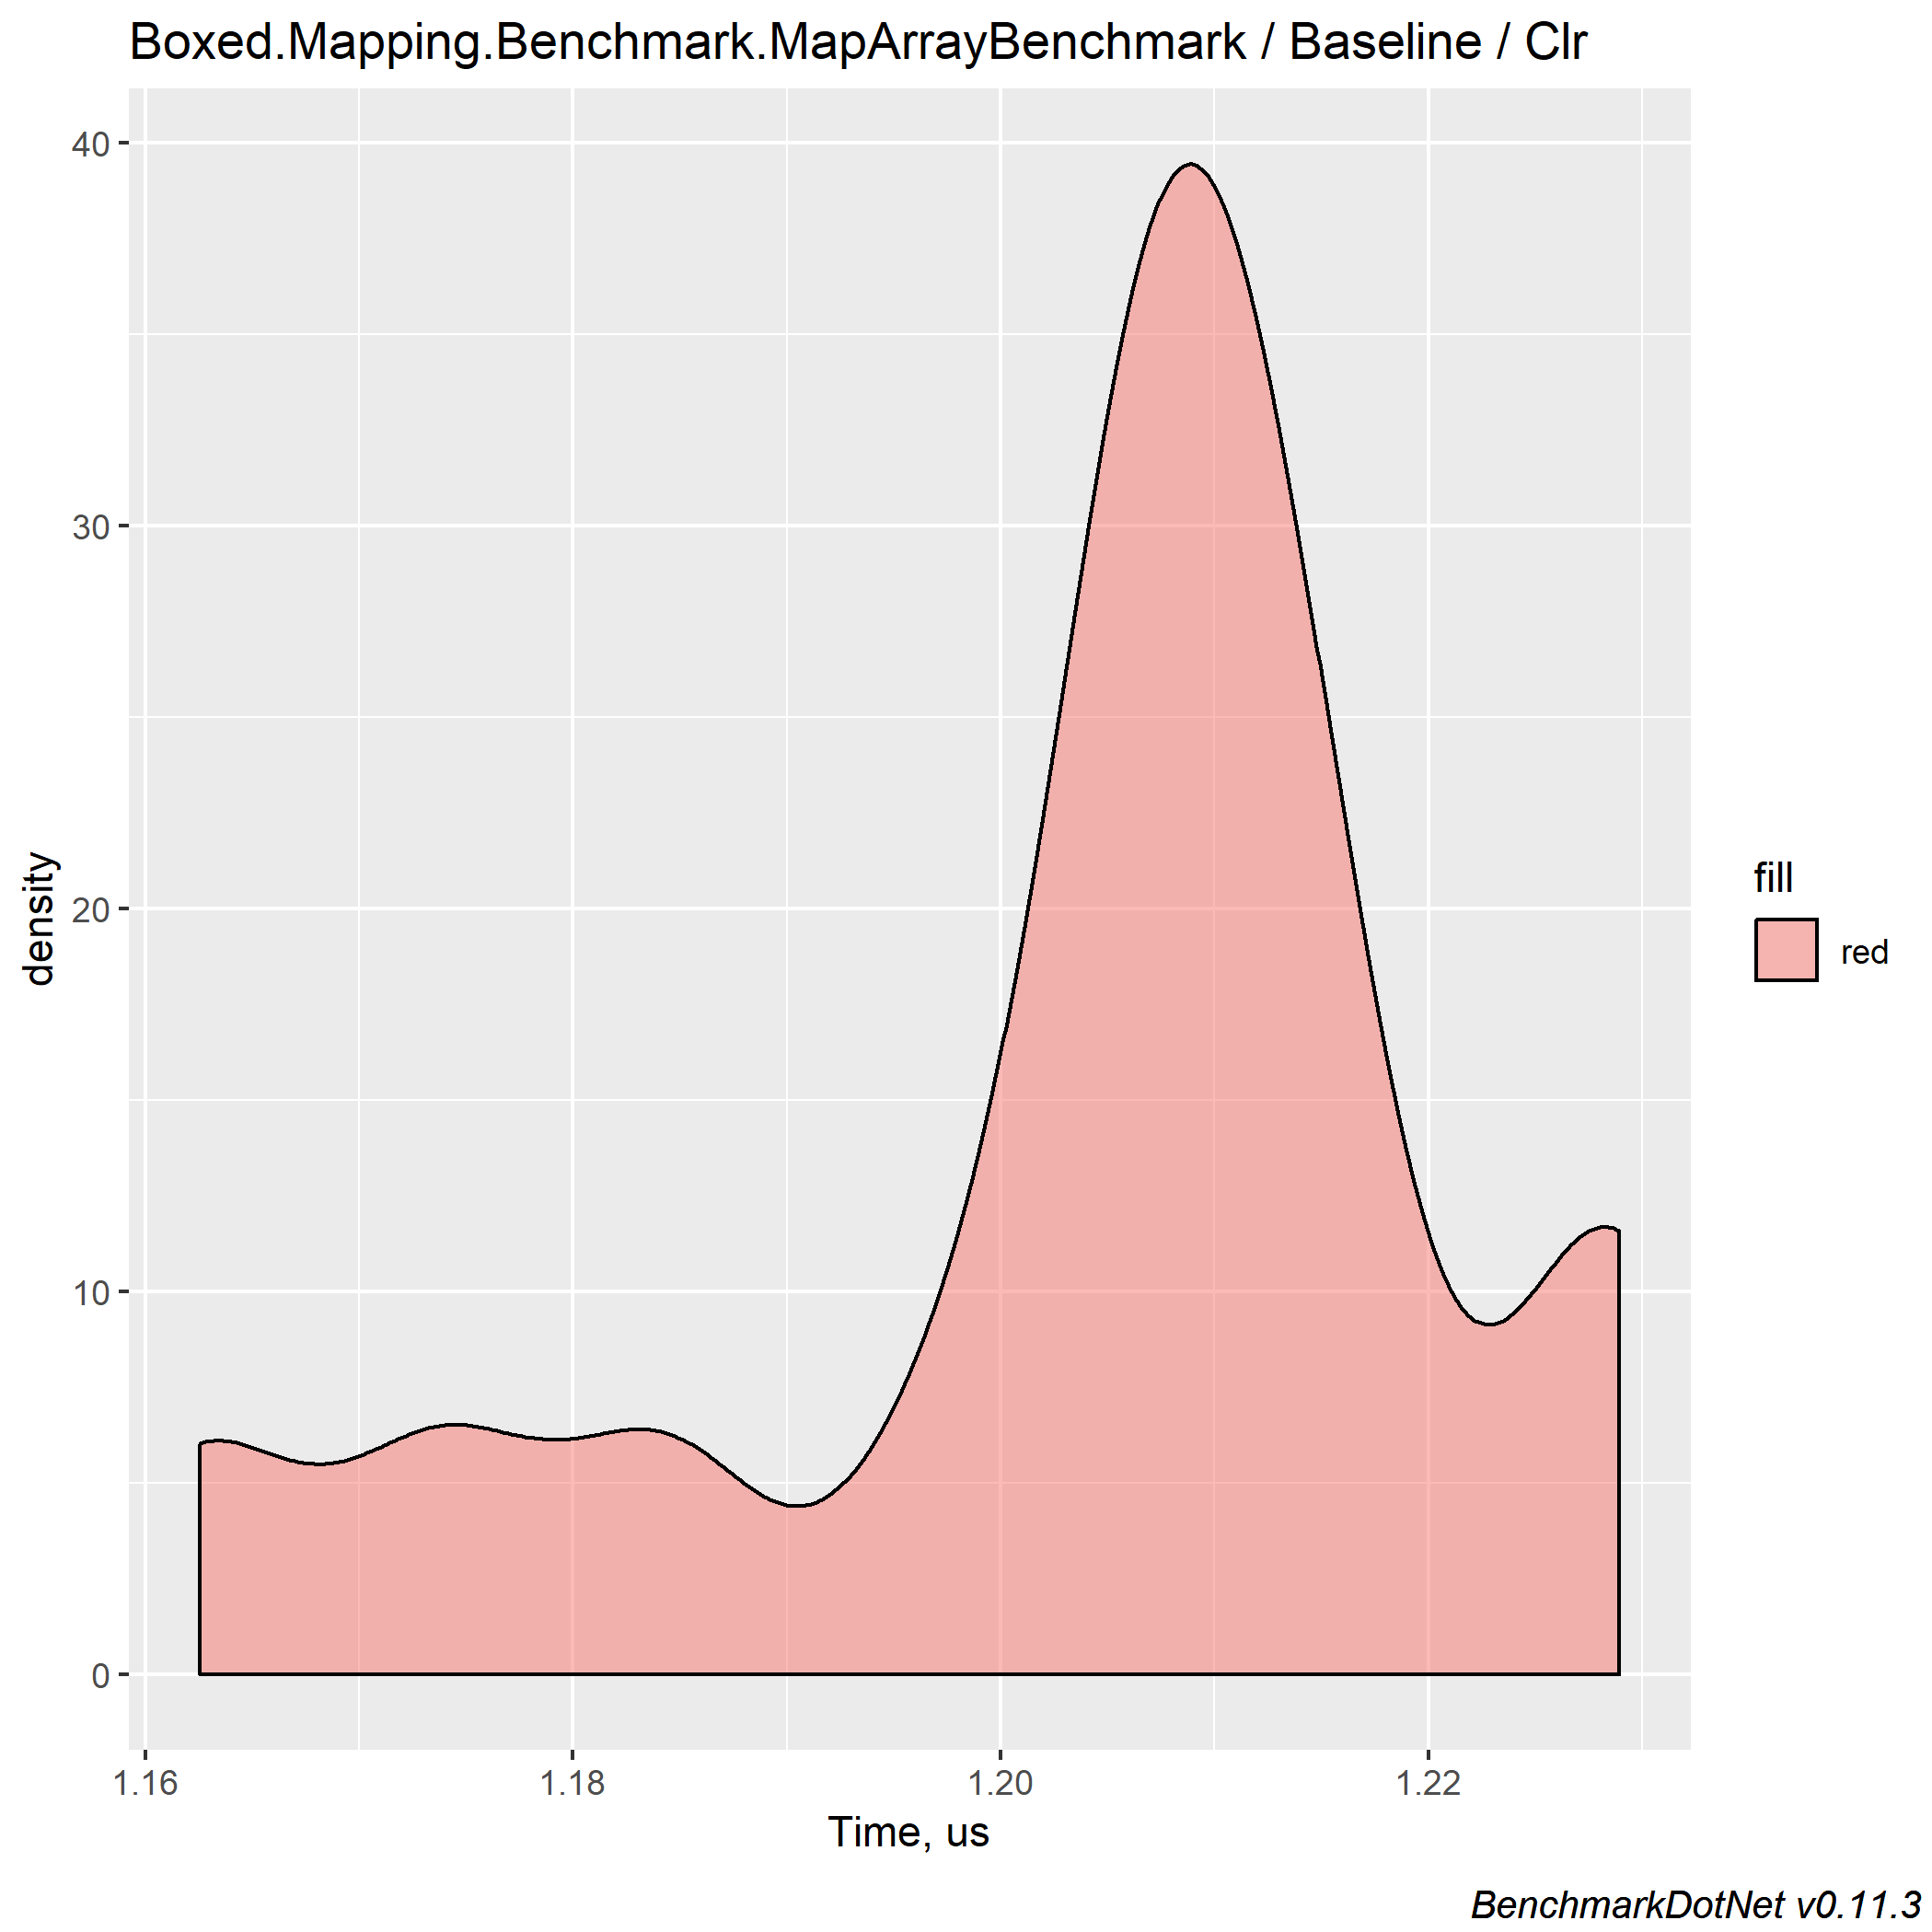 Boxed.Mapping.Benchmark.MapArrayBenchmark / Baseline / Clr
40
30
20
10
0
density
1.16 1.18 1.20 1.22
Time, us
fill
red
BenchmarkDotNet v0.11.3